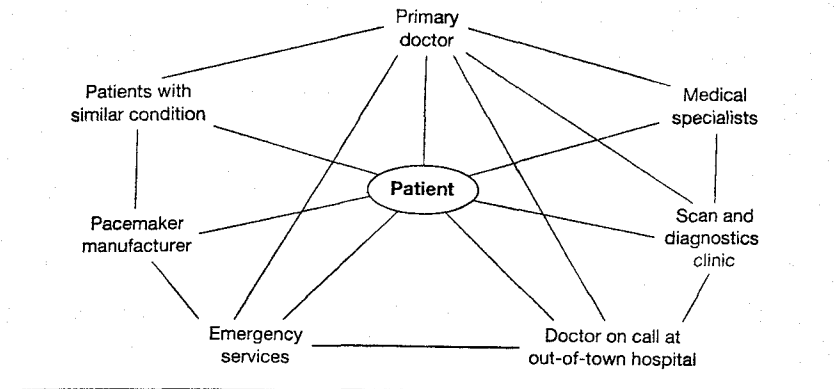 Primary
doctor
Patients with
similar condition
Medical
specialists
Patient
Pacemaker
manufacturer
Scan and
diagnostics
clinic
Emergency
services
Doctor on call at
out-of-town hospital